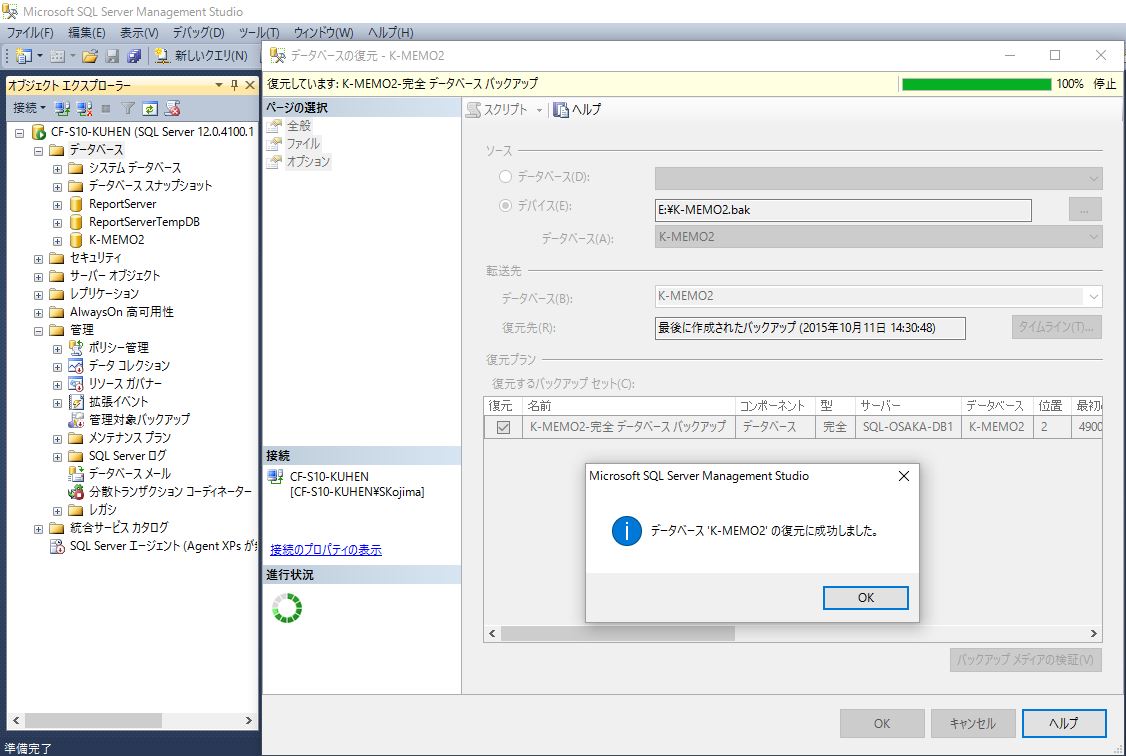 Microsoft SQL Server Management Studio
ファイル(F) 編集(E) 表示(V) デバッグ(D) ツール(T) ウィンドウ(W) ヘルプ(H)
新しいクエリ(N)
オブジェクト エクスプローラー
接続
CF-S10-KUHEN (SQL Server 12.0.4100.1
データベース
システム データベース
データベース スナップショット
ReportServer
ReportServerTempDB
K-MEMO2
セキュリティ
サーバー オブジェクト
レプリケーション
AlwaysOn 高可用性
管理
ポリシー管理
データ コレクション
リソース ガバナー
拡張イベント
管理対象バックアップ
メンテナンス プラン
SQL Server ログ
データベース メール
分散トランザクション コーディネーター
レガシ
統合サービス カタログ
SQL Server エージェント (Agent XPs が
準備完了
データベースの復元 - K-MEMO2
復元しています: K-MEMO2-完全 データベース バックアップ 100% 停止
ページの選択
全般
ファイル
オプション
接続
CF-S10-KUHEN
[CF-S10-KUHEN¥SKojima]
接続のプロパティの表示
進行状況
スクリプト ヘルプ
ソース
データベース(D):
デバイス(E): E:¥K-MEMO2.bak ...
データベース(A): K-MEMO2
転送先
データベース(B): K-MEMO2
復元先(R): 最後に作成されたバックアップ (2015年10月11日 14:30:48) タイムライン(T)...
復元プラン
復元するバックアップ セット(C):
復元 名前 コンポーネント 型 サーバー データベース 位置 最初
K-MEMO2-完全 データベース バックアップ データベース 完全 SQL-OSAKA-DB1 K-MEMO2 2 4900
Microsoft SQL Server Management Studio
データベース 'K-MEMO2' の復元に成功しました。
OK
バックアップ メディアの検証(V)
OK キャンセル ヘルプ